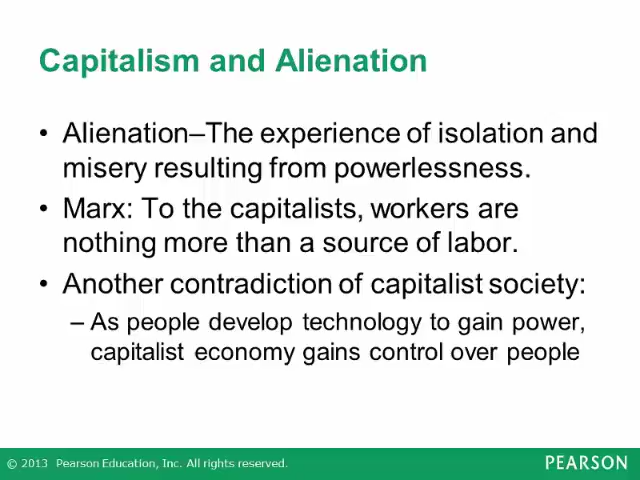 Capitalism and Alienation
• Alienation–The experience of isolation and
misery resulting from powerlessness.
• Marx: To the capitalists, workers are
nothing more than a source of labor.
• Another contradiction of capitalist society:
– As people develop technology to gain power,
capitalist economy gains control over people
© 2013 Pearson Education, Inc. All rights reserved.
PEARSON